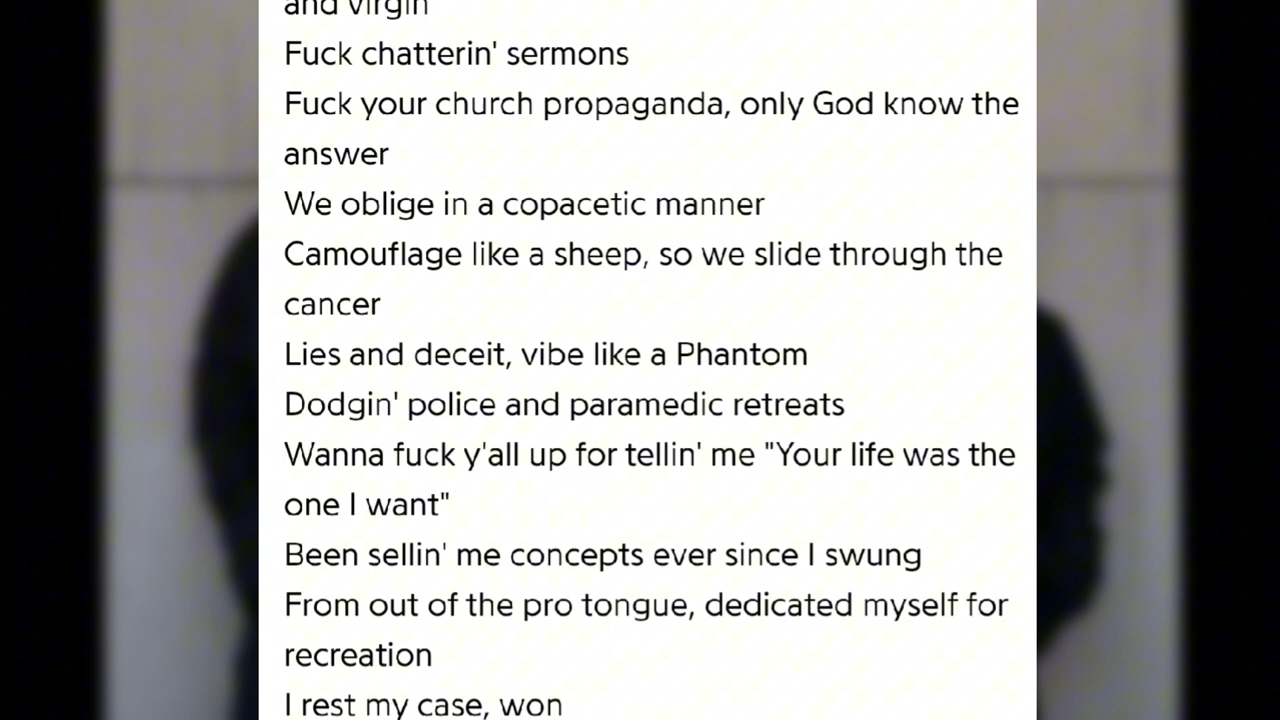 and virgin
Fuck chatterin' sermons
Fuck your church propaganda, only God know the
answer
We oblige in a copacetic manner
Camouflage like a sheep, so we slide through the
cancer
Lies and deceit, vibe like a Phantom
Dodgin' police and paramedic retreats
Wanna fuck y'all up for tellin' me "Your life was the
one I want"
Been sellin' me concepts ever since I swung
From out of the pro tongue, dedicated myself for
recreation
I rest my case, won